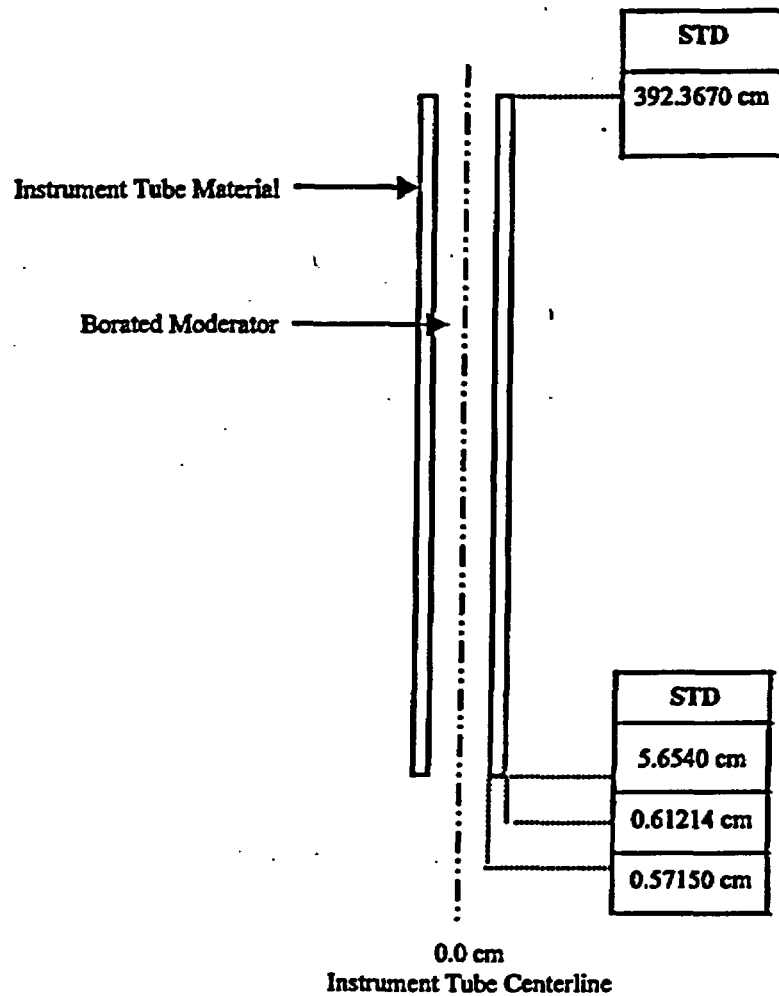 STD
392.3670 cm
Instrument Tube Material
Borated Moderator
STD
5.6540 cm
0.61214 cm
0.57150 cm
0.0 cm
Instrument Tube Centerline